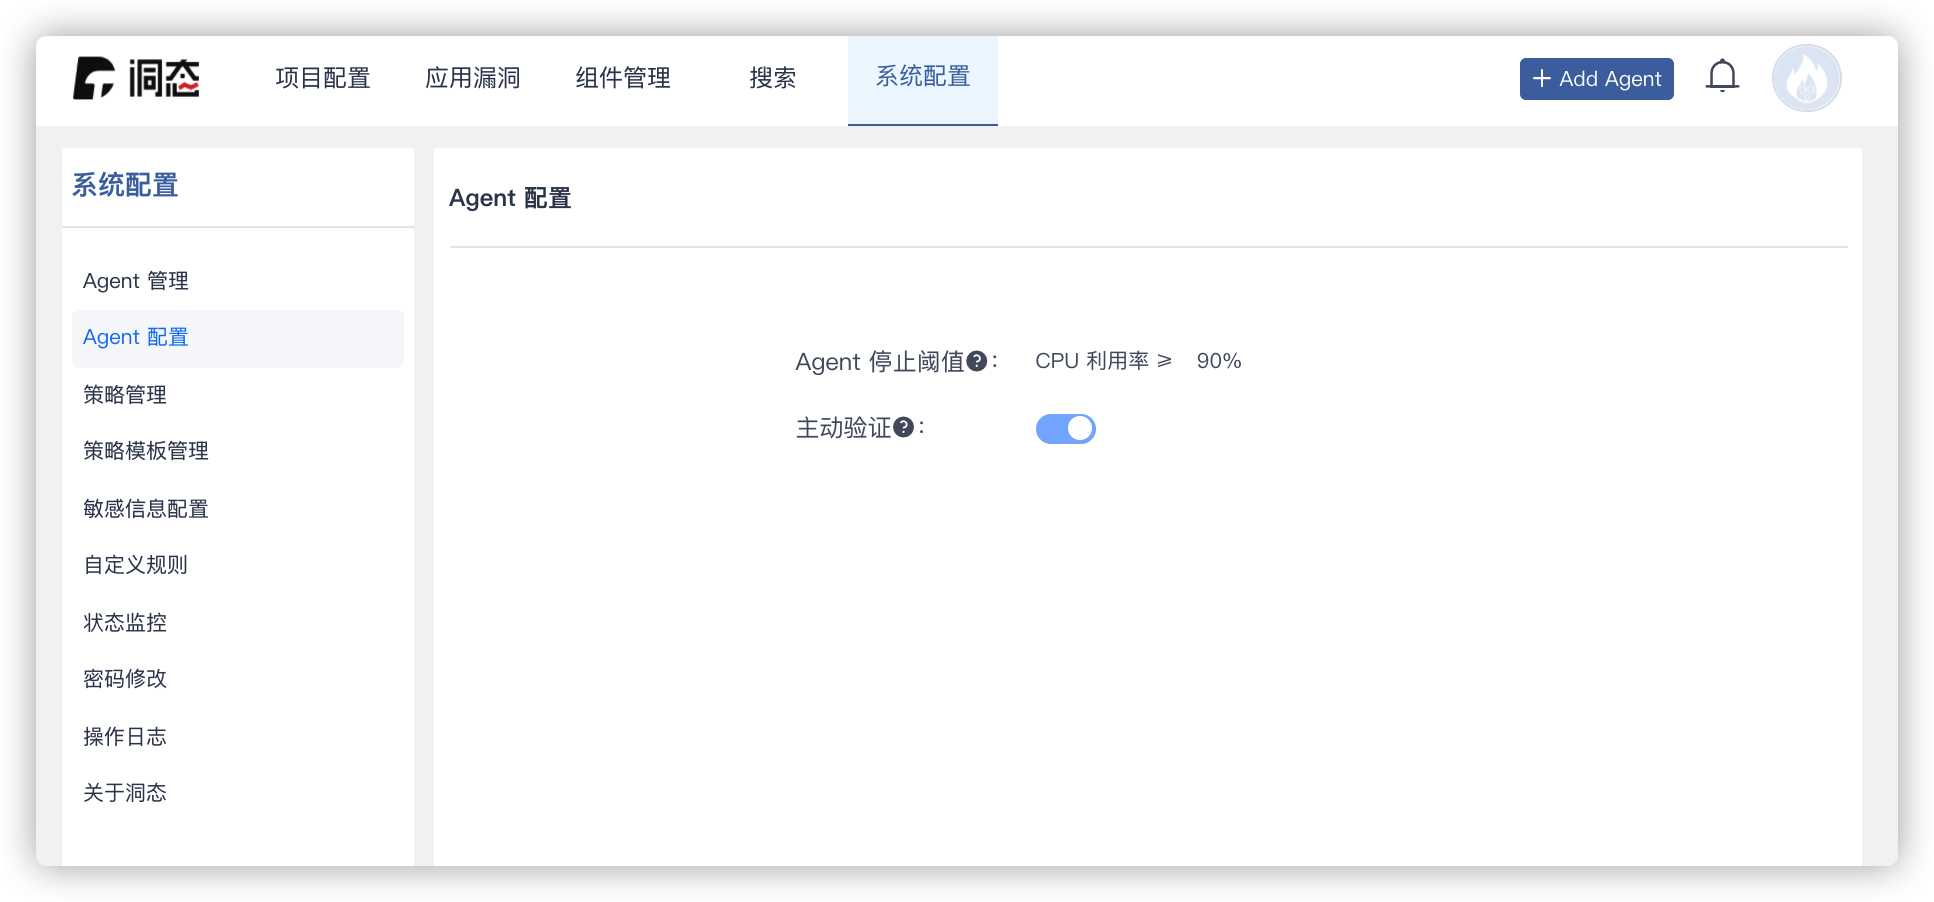 洞态
项目配置
应用漏洞
组件管理
搜索
系统配置
+ Add Agent
系统配置
Agent 管理
Agent 配置
策略管理
策略模板管理
敏感信息配置
自定义规则
状态监控
密码修改
操作日志
关于洞态
Agent 配置
Agent 停止阈值?: CPU 利用率 ⩾ 90%
主动验证?: